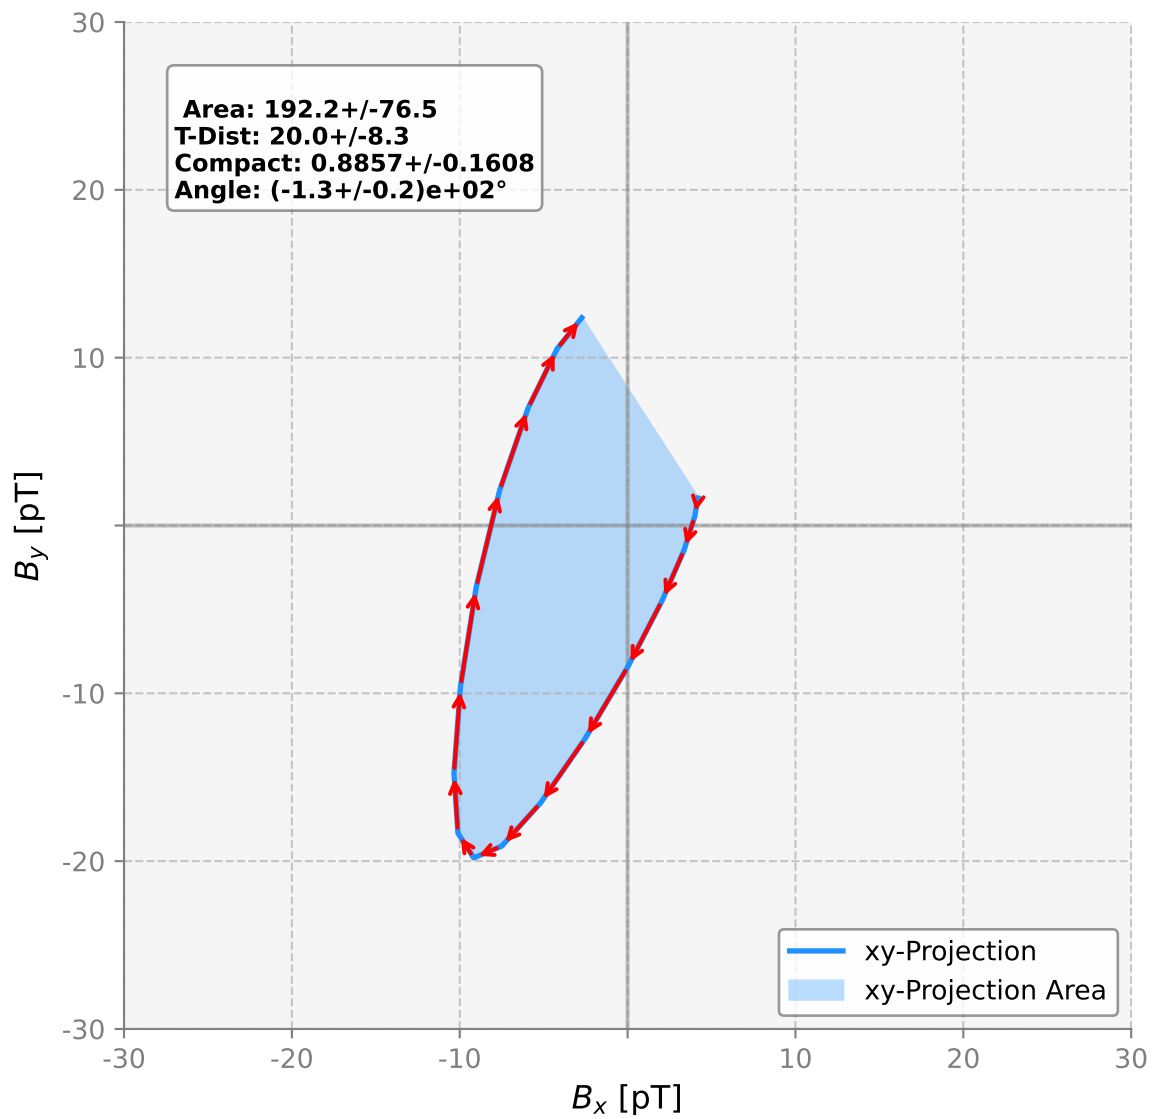 30
20
10
-10
-20
-30
-30
-20
-10
10
20
30
B_y [pT]
B_x [pT]
Area: 192.2+/-76.5
T-Dist: 20.0+/-8.3
Compact: 0.8857+/-0.1608
Angle: (-1.3+/-0.2)e+02°
xy-Projection
xy-Projection Area